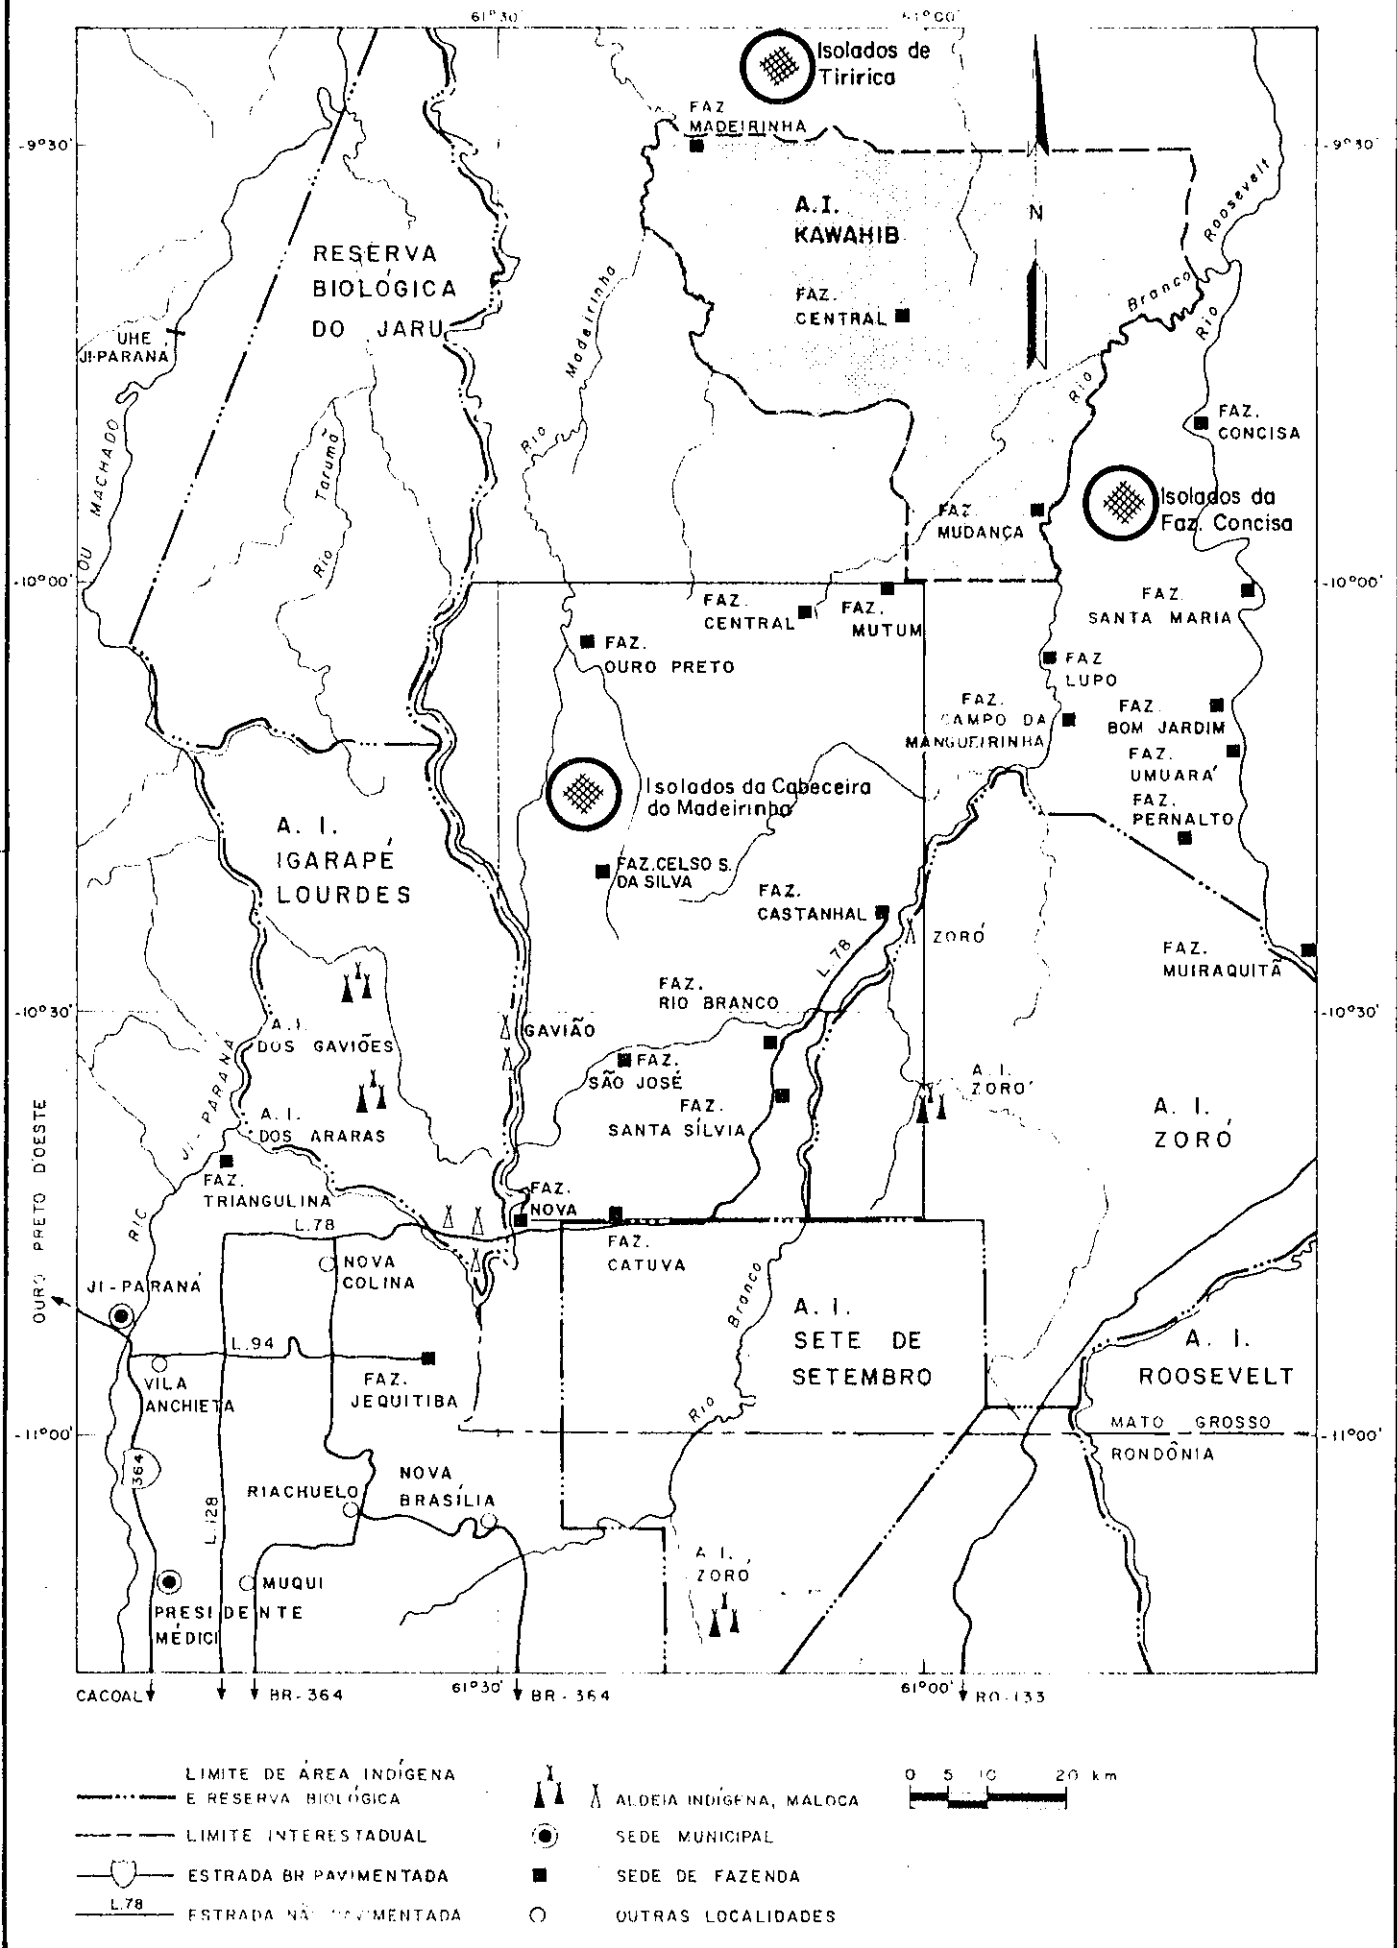 61°30'
61°00'
Isolados de
Tiririca
FAZ
MADEIRINHA
-9°30'
-9°30'
A.I.
KAWAHIB
N
Rio Roosevelt
RESERVA
BIOLÓGICA
DO JARU
Rio Madeirinha
FAZ.
CENTRAL
Rio Branco
UHE
JI-PARANÁ
OU MACHADO
Rio Tarumã
FAZ.
CONCISA
Isolados da
Faz. Concisa
FAZ.
MUDANÇA
-10°00'
-10°00'
FAZ.
CENTRAL
FAZ.
MUTUM
FAZ.
SANTA MARIA
FAZ.
OURO PRETO
FAZ
LUPO
FAZ.
CAMPO DA
MANGUEIRINHA
FAZ.
BOM JARDIM
FAZ.
UMUARÁ
FAZ.
PERNALTO
Isolados da Cabeceira
do Madeirinha
A. I.
IGARAPÉ
LOURDES
FAZ. CELSO S.
DA SILVA
FAZ.
CASTANHAL
ZORÓ
L.78
FAZ.
MUIRAQUITÃ
FAZ.
RIO BRANCO
-10°30'
-10°30'
A.I.
DOS GAVIÕES
GAVIÃO
FAZ.
SÃO JOSÉ
FAZ.
SANTA SÍLVIA
A. I.
ZORÓ
A. I.
ZORÓ
A. I.
DOS ARARAS
RIO JI-PARANÁ
OURO PRETO D'OESTE
FAZ.
TRIANGULINA
FAZ.
NOVA
L.78
FAZ.
CATUVA
NOVA
COLINA
JI-PARANÁ
Rio Branco
A. I.
SETE DE
SETEMBRO
A. I.
ROOSEVELT
L.94
VILA
ANCHIETA
FAZ.
JEQUITIBA
MATO GROSSO
RONDÔNIA
-11°00'
-11°00'
364
L.128
RIACHUELO
NOVA
BRASÍLIA
A. I.
ZORÓ
MUQUI
PRESIDENTE
MÉDICI
CACOAL
BR-364
61°30'
BR-364
61°00'
RO-133
LIMITE DE ÁREA INDÍGENA
E RESERVA BIOLÓGICA
LIMITE INTERESTADUAL
ESTRADA BR PAVIMENTADA
L.78
ESTRADA PAVIMENTADA
ALDEIA INDÍGENA, MALOCA
SEDE MUNICIPAL
SEDE DE FAZENDA
OUTRAS LOCALIDADES
0 5 10 20 km